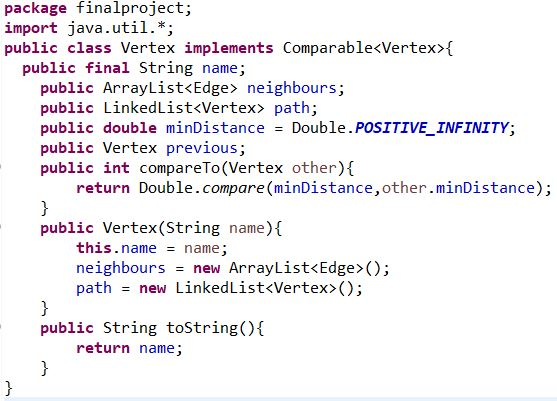 package finalproject;
import java.util.*;
public class Vertex implements Comparable<Vertex>{
public final String name;
public ArrayList<Edge> neighbours;
public LinkedList<Vertex> path;
public double minDistance = Double.POSITIVE_INFINITY;
public Vertex previous;
public int compareTo(Vertex other){
return Double.compare(minDistance,other.minDistance);
}
public Vertex(String name){
this.name = name;
neighbours = new ArrayList<Edge>();
path = new LinkedList<Vertex>();
}
public String toString(){
return name;
}
}